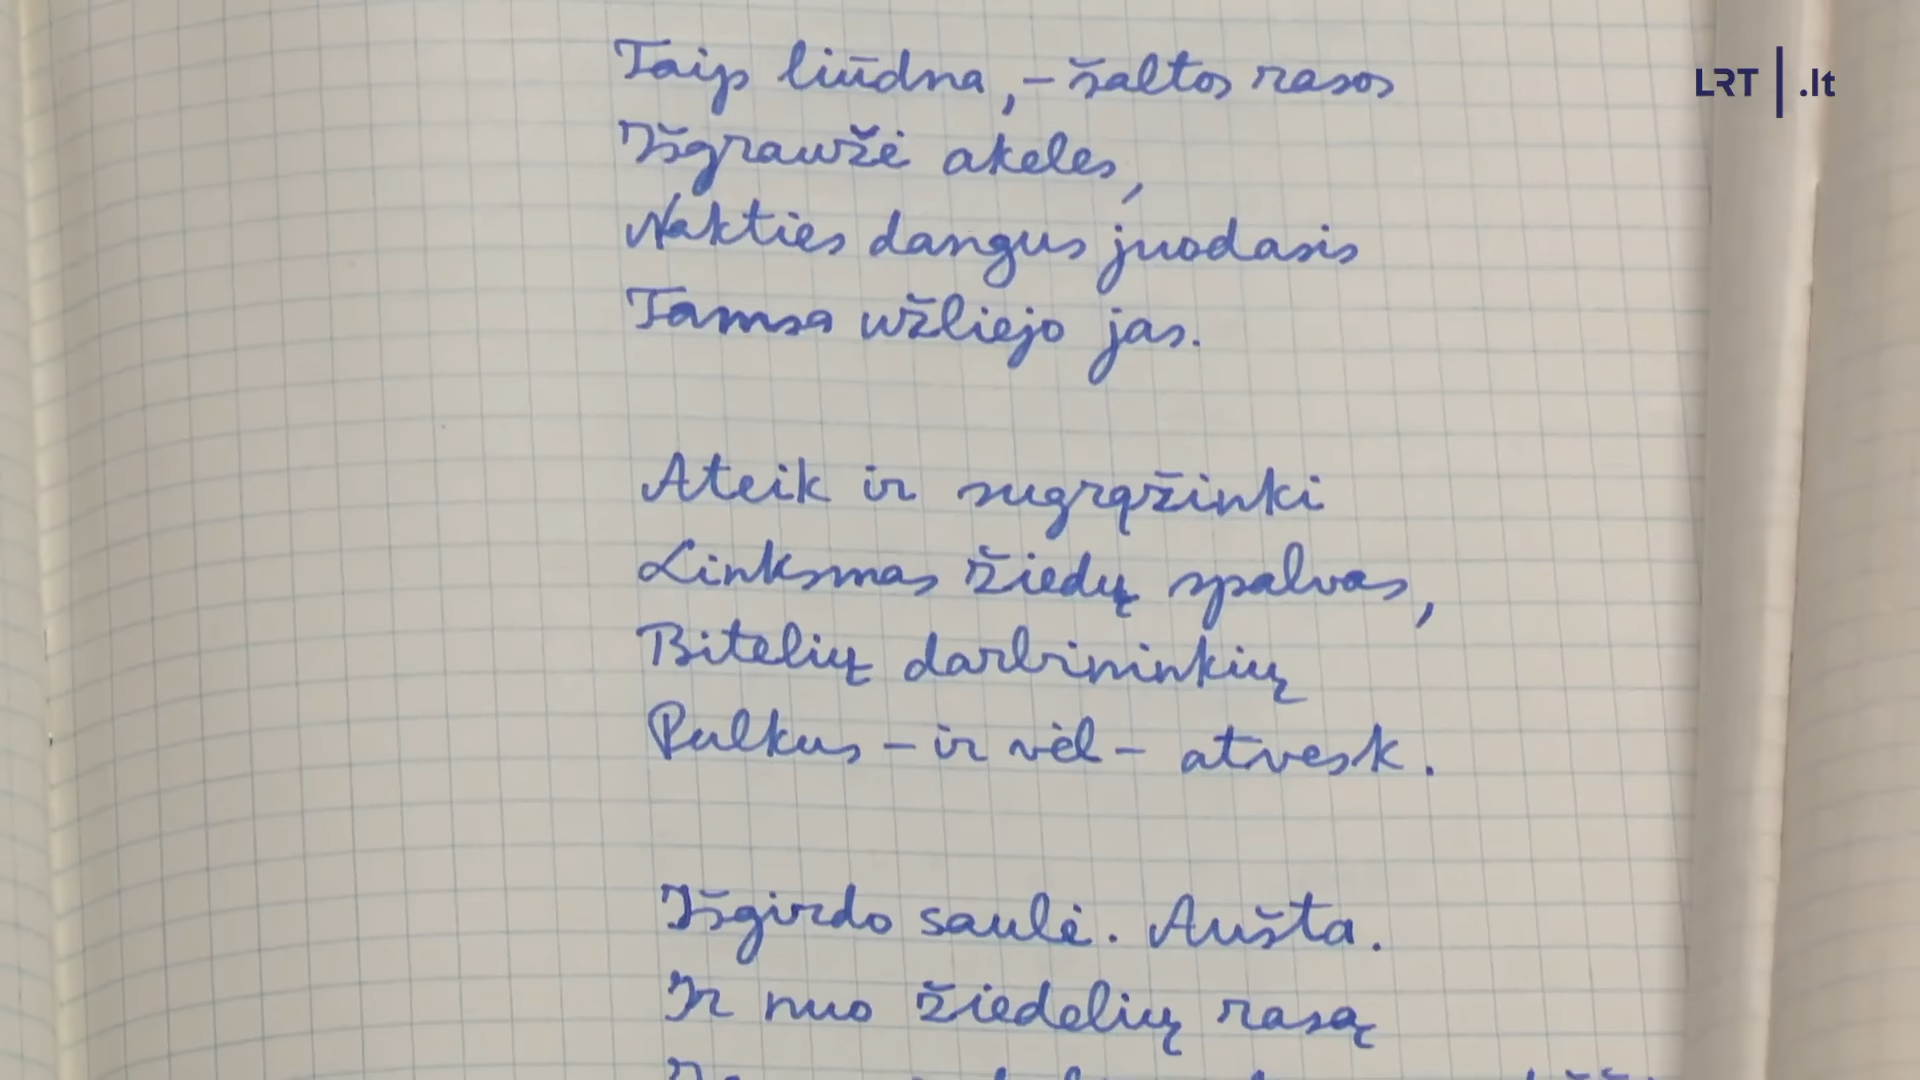 LRT | .lt
Taip liūdna, – šaltos rasos
Išgraužė akeles,
Nakties dangus juodasis
Tamsa užliejo jas.
Ateik ir sugrąžinki
Linksmas žiedų spalvas,
Bitelių darbininkių
Pulkus – ir vėl – atvesk.
Išgirdo saulė. Aušta.
Ir nuo žiedelių rasą